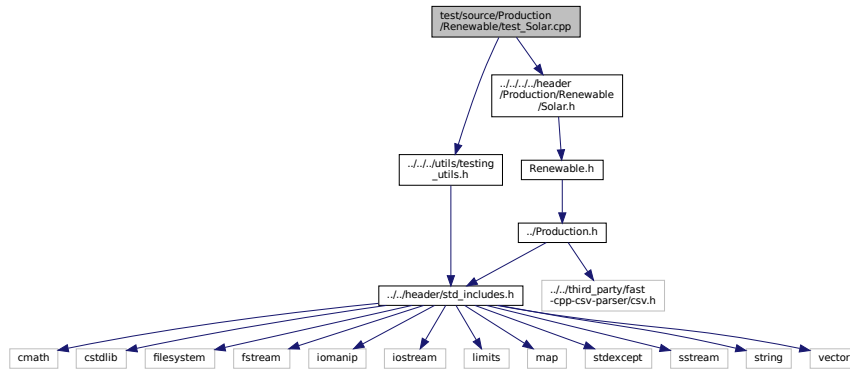 test/source/Production
/Renewable/test_Solar.cpp
../../../../header
/Production/Renewable
/Solar.h
../../../utils/testing
_utils.h
Renewable.h
../Production.h
../../header/std_includes.h
../../third_party/fast
-cpp-csv-parser/csv.h
cmath
cstdlib
filesystem
fstream
iomanip
iostream
limits
map
stdexcept
sstream
string
vector